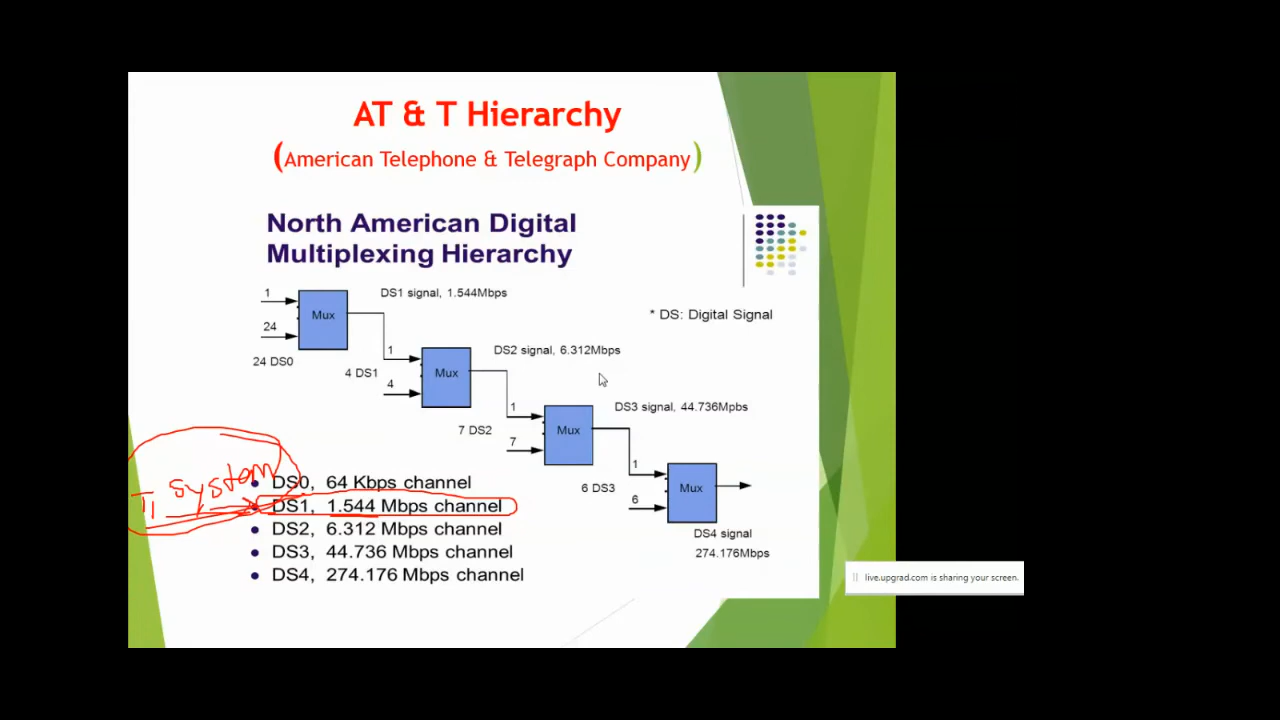 AT & T Hierarchy
(American Telephone & Telegraph Company)
North American Digital
Multiplexing Hierarchy
1
24
Mux
24 DS0
DS1 signal, 1.544Mbps
* DS: Digital Signal
1
4
4 DS1
Mux
DS2 signal, 6.312Mbps
1
7
7 DS2
Mux
DS3 signal, 44.736Mpbs
1
6
6 DS3
Mux
DS4 signal
274.176Mbps
T1 system
• DS0, 64 Kbps channel
• DS1, 1.544 Mbps channel
• DS2, 6.312 Mbps channel
• DS3, 44.736 Mbps channel
• DS4, 274.176 Mbps channel
live.upgrad.com is sharing your screen.